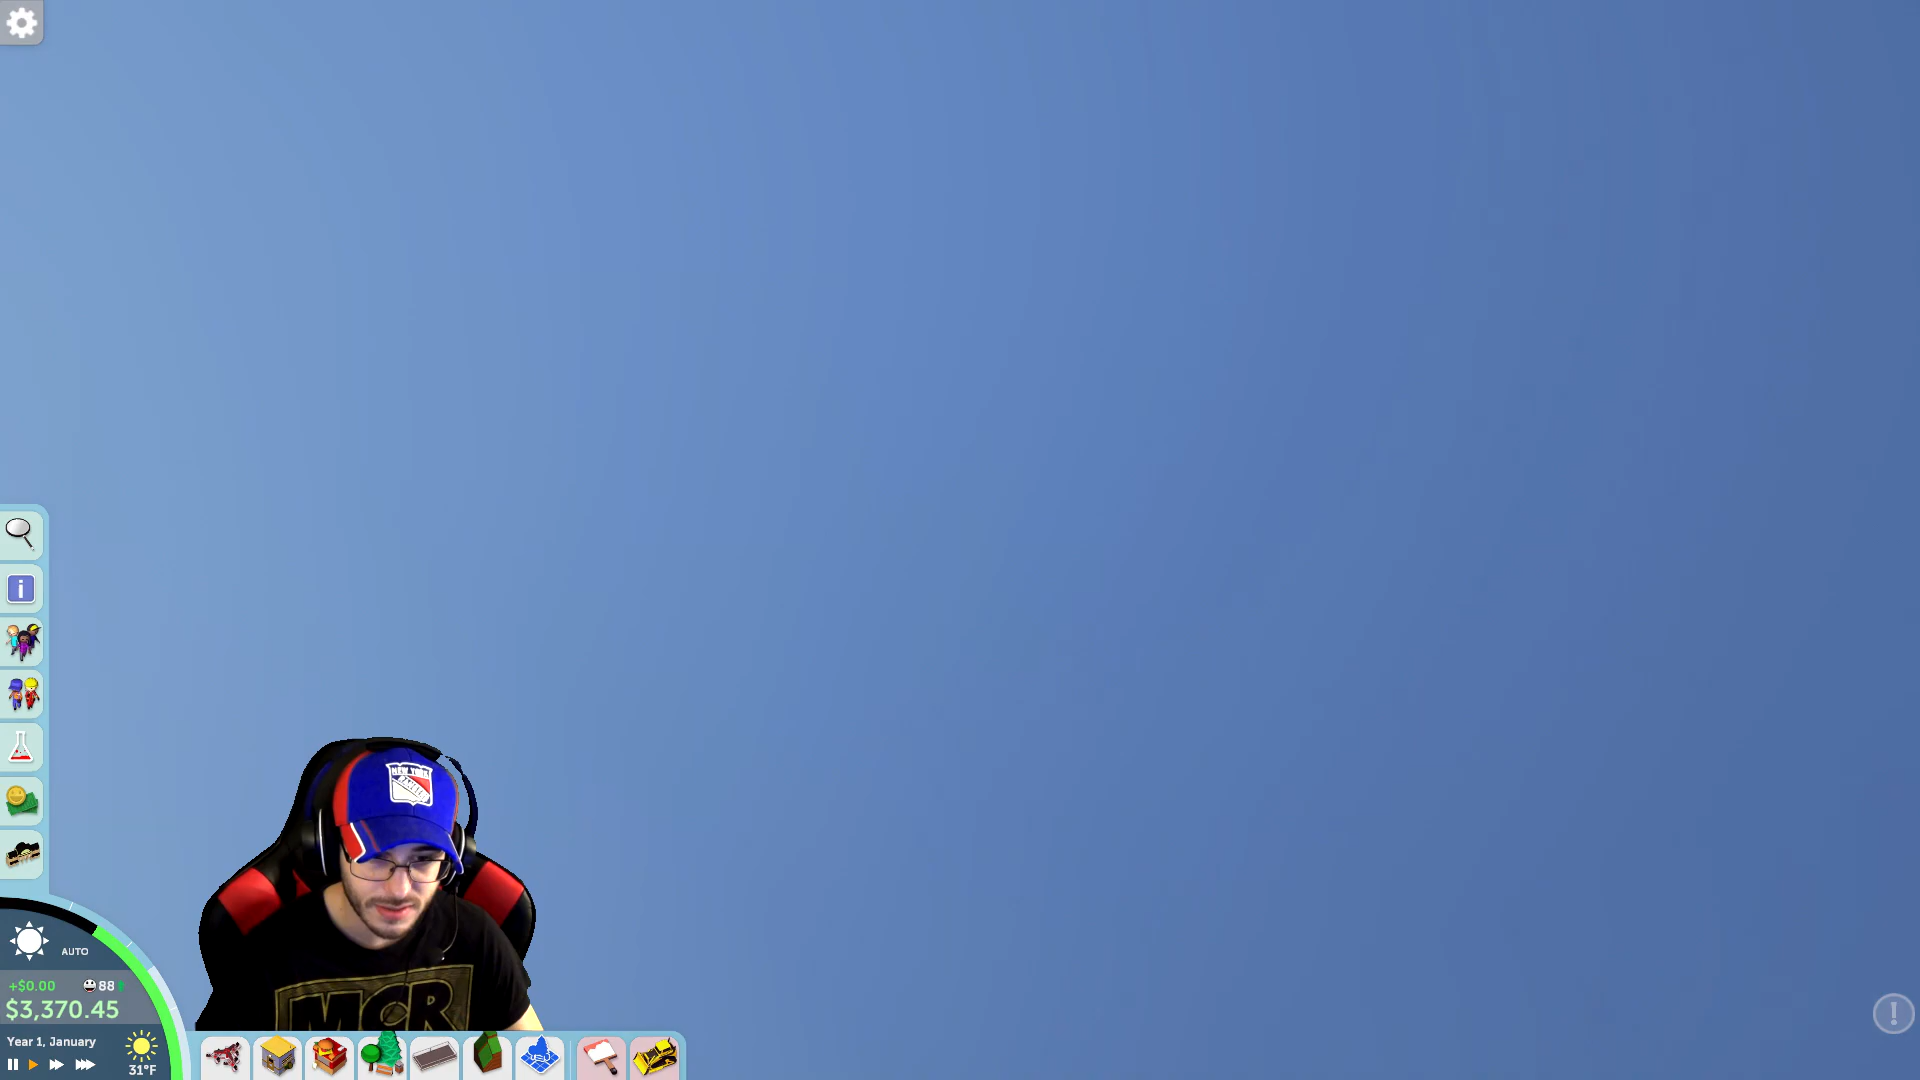 NEW YORK
AUTO
+$0.00 88
$3,370.45
Year 1, January
31°F
MCR